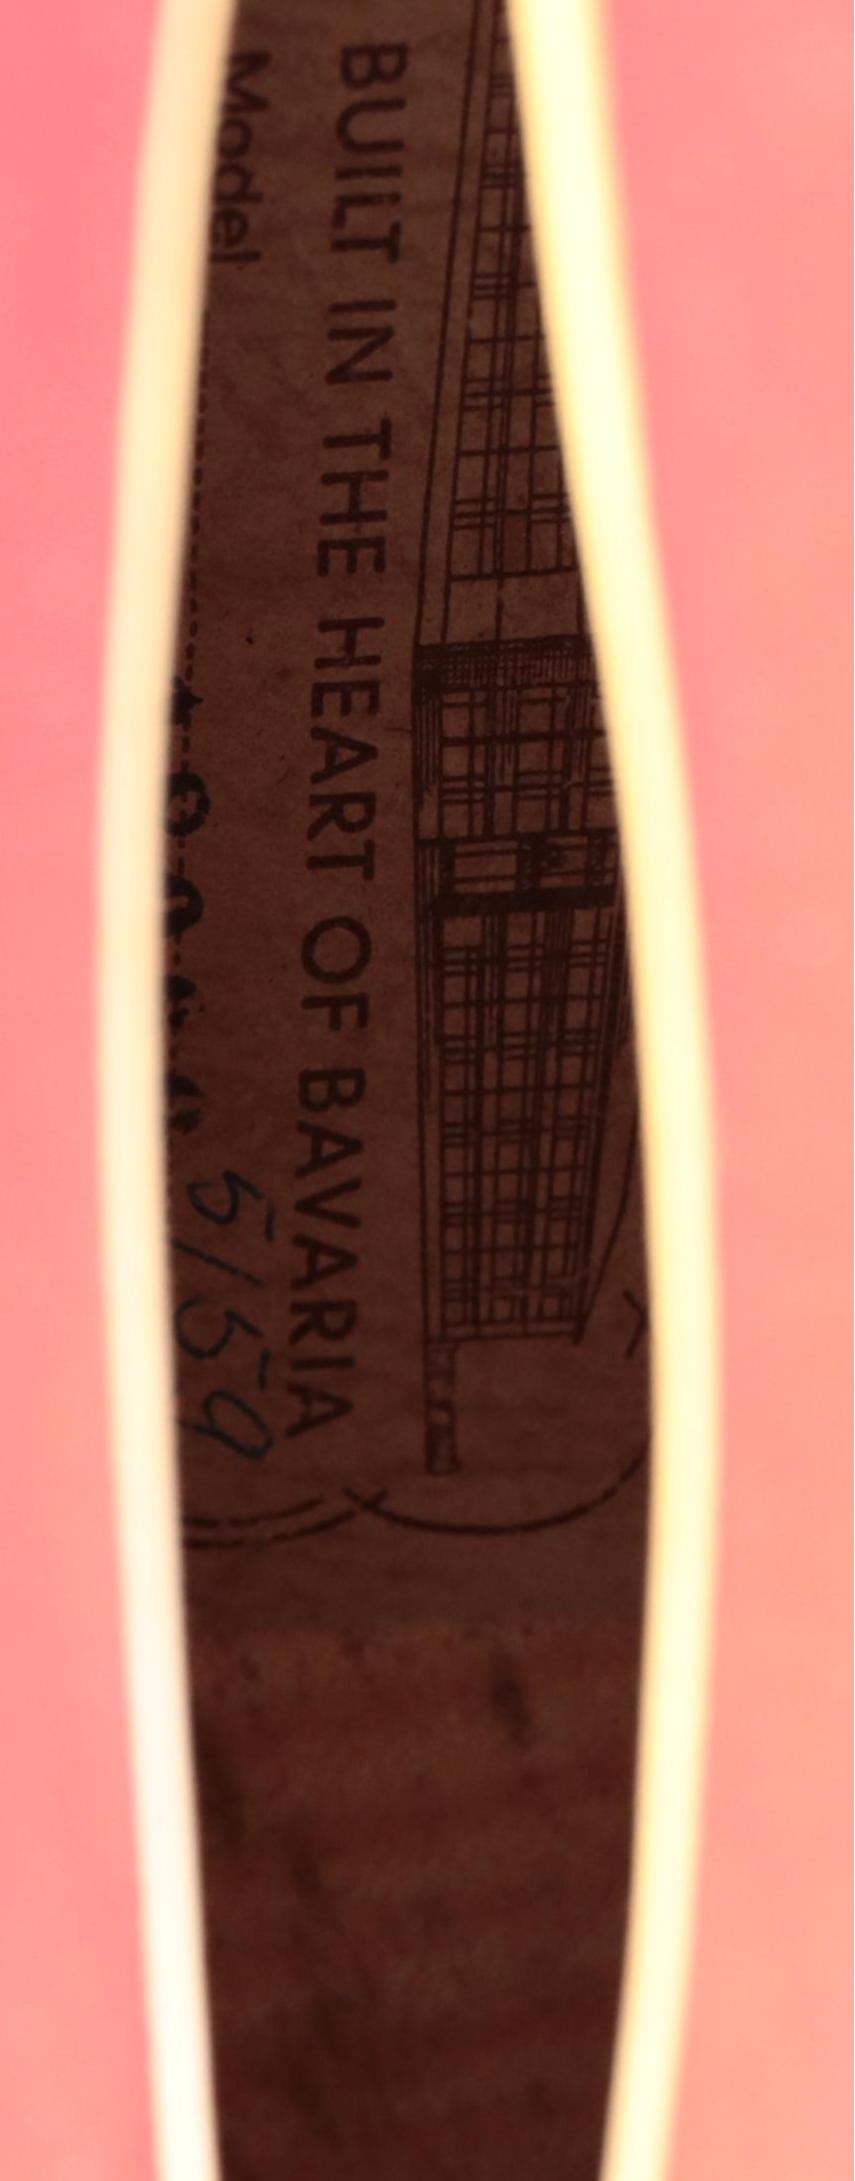 BUILT IN THE HEART OF BAVARIA
Model
5/59